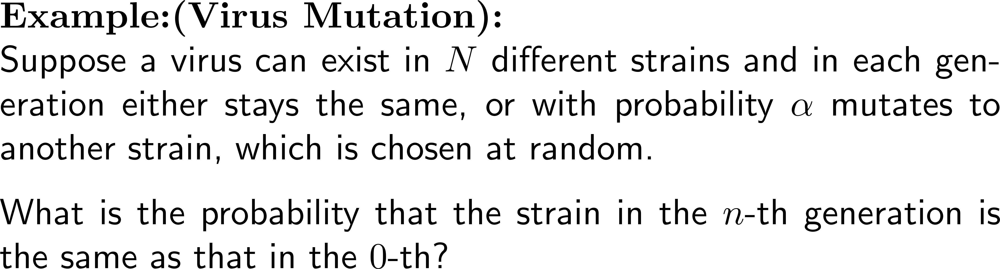 Example:(Virus Mutation):
Suppose a virus can exist in N different strains and in each gen-
eration either stays the same, or with probability α mutates to
another strain, which is chosen at random.
What is the probability that the strain in the n-th generation is
the same as that in the 0-th?